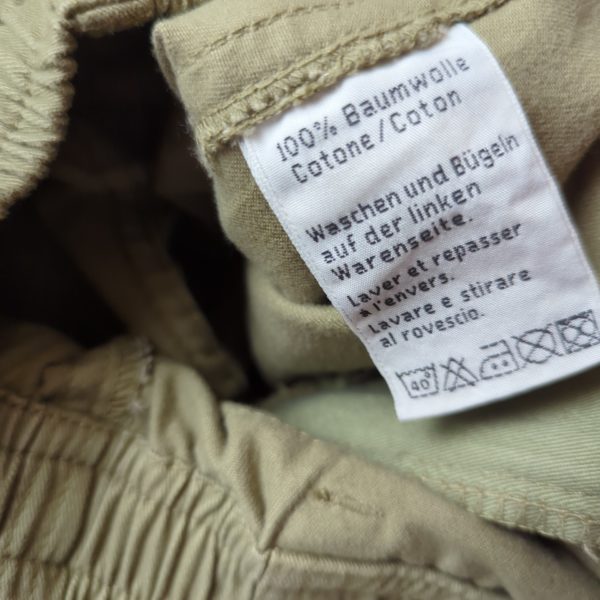 100% Baumwolle
Cotone/Coton
Waschen und Bügeln
auf der linken
Warenseite.
Laver et repasser
à l'envers.
Lavare e stirare
al rovescio.
40°